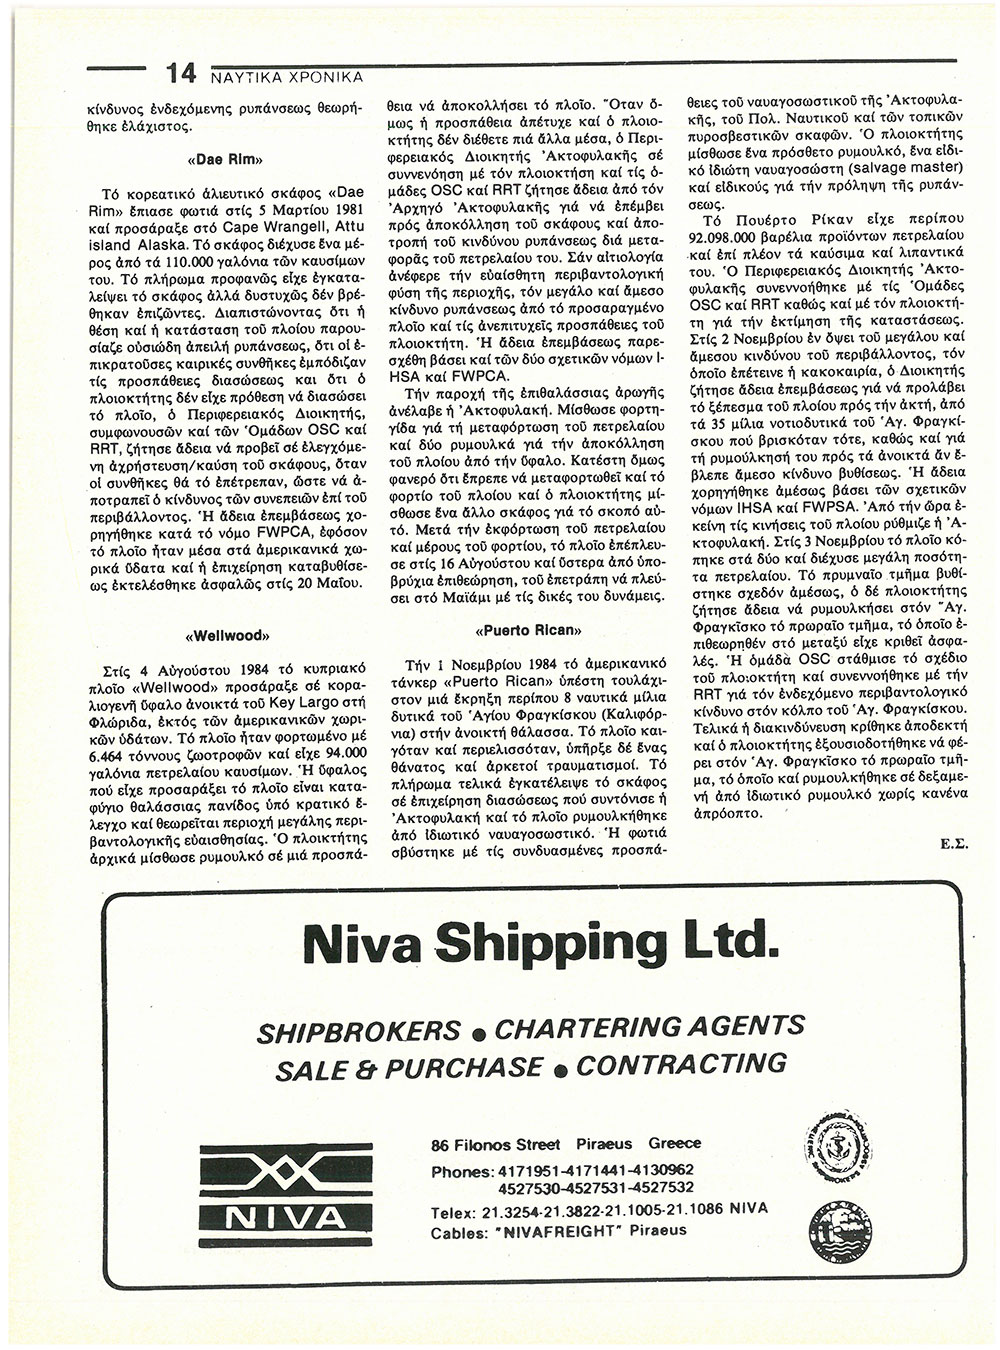 14 ΝΑΥΤΙΚΑ ΧΡΟΝΙΚΑ
κίνδυνος ἐνδεχόμενης ρυπάνσεως θεωρή-
θηκε ἐλάχιστος.
«Dae Rim»
Τό κορεατικό ἁλιευτικό σκάφος «Dae
Rim» ἔπιασε φωτιά στίς 5 Μαρτίου 1981
καί προσάραξε στό Cape Wrangell, Attu
island Alaska. Τό σκάφος διέχυσε ἕνα μέ-
ρος ἀπό τά 110.000 γαλόνια τῶν καυσίμων
του. Τό πλήρωμα προφανῶς εἶχε ἐγκατα-
λείψει τό σκάφος ἀλλά δυστυχῶς δέν βρέ-
θηκαν ἐπιζῶντες. Διαπιστώνοντας ὅτι ἡ
θέση καί ἡ κατάσταση τοῦ πλοίου παρου-
σίαζε οὐσιώδη ἀπειλή ρυπάνσεως, ὅτι οἱ ἐ-
πικρατοῦσες καιρικές συνθῆκες ἐμπόδιζαν
τίς προσπάθειες διασώσεως και ὅτι ὁ
πλοιοκτήτης δέν εἶχε πρόθεση νά διασώσει
τό πλοῖο, ὁ Περιφερειακός Διοικητής,
συμφωνουσῶν καί τῶν Ὁμάδων OSC καί
RRT, ζήτησε ἄδεια νά προβεῖ σέ ἐλεγχόμε-
νη ἀχρήστευση/καύση τοῦ σκάφους, ὅταν
οἱ συνθῆκες θά τό ἐπέτρεπαν, ὥστε νά ἀ-
ποτραπεῖ ὁ κίνδυνος τῶν συνεπειῶν ἐπί τοῦ
περιβάλλοντος. Ἡ ἄδεια ἐπεμβάσεως χο-
ρηγήθηκε κατά τό νόμο FWPCA, ἐφόσον
τό πλοῖο ἦταν μέσα στά ἀμερικανικά χω-
ρικά ὕδατα καί ἡ ἐπιχείρηση καταβυθίσε-
ως ἐκτελέσθηκε ἀσφαλῶς στίς 20 Μαΐου.
«Wellwood»
Στίς 4 Αὐγούστου 1984 τό κυπριακό
πλοῖο «Wellwood» προσάραξε σέ κορα-
λιογενῆ ὕφαλο ἀνοικτά τοῦ Key Largo στή
Φλώριδα, ἐκτός τῶν ἀμερικανικῶν χωρι-
κῶν ὑδάτων. Τό πλοῖο ἦταν φορτωμένο μέ
6.464 τόννους ζωοτροφῶν καί εἶχε 94.000
γαλόνια πετρελαίου καυσίμων. Ἡ ὕφαλος
πού εἶχε προσαράξει τό πλοῖο εἶναι κατα-
φύγιο θαλάσσιας πανίδος ὑπό κρατικό ἔ-
λεγχο καί θεωρεῖται περιοχή μεγάλης περι-
βαντολογικῆς εὐαισθησίας. Ὁ πλοικτήτης
ἀρχικά μίσθωσε ρυμουλκό σέ μιά προσπά-
θεια νά ἀποκολλήσει τό πλοῖο. Ὅταν ὅ-
μως ἡ προσπάθεια ἀπέτυχε καί ὁ πλοιο-
κτήτης δέν διέθετε πιά ἄλλα μέσα, ὁ Περι-
φερειακός Διοικητής Ἀκτοφυλακῆς σέ
συννενόηση μέ τόν πλοιοκτήση καί τίς ὁ-
μάδες OSC καί RRT ζήτησε ἄδεια ἀπό τόν
Ἀρχηγό Ἀκτοφυλακῆς γιά νά ἐπέμβει
πρός ἀποκόλληση τοῦ σκάφους καί ἀπο-
τροπή τοῦ κινδύνου ρυπάνσεως διά μετα-
φορᾶς τοῦ πετρελαίου του. Σάν αἰτιολογία
ἀνέφερε τήν εὐαίσθητη περιβαντολογική
φύση τῆς περιοχῆς, τόν μεγάλο καί ἄμεσο
κίνδυνο ρυπάνσεως ἀπό τό προσαραγμένο
πλοῖο καί τίς ἀνεπιτυχεῖς προσπάθειες τοῦ
πλοιοκτήτη. Ἡ ἄδεια ἐπεμβάσεως παρε-
σχέθη βάσει καί τῶν δύο σχετικῶν νόμων I-
HSA καί FWPCA.
Τήν παροχή τῆς ἐπιθαλάσσιας ἀρωγῆς
ἀνέλαβε ἡ Ἀκτοφυλακή. Μίσθωσε φορτη-
γίδα γιά τή μεταφόρτωση τοῦ πετρελαίου
καί δύο ρυμουλκά γιά τήν ἀποκόλληση
τοῦ πλοίου ἀπό τήν ὕφαλο. Κατέστη ὅμως
φανερό ὅτι ἔπρεπε νά μεταφορτωθεῖ καί τό
φορτίο τοῦ πλοίου καί ὁ πλοιοκτήτης μί-
σθωσε ἕνα ἄλλο σκάφος γιά τό σκοπό αὐ-
τό. Μετά τήν ἐκφόρτωση τοῦ πετρελαίου
καί μέρους τοῦ φορτίου, τό πλοῖο ἐπέπλευ-
σε στίς 16 Αὐγούστου καί ὕστερα ἀπό ὑπο-
βρύχια ἐπιθεώρηση, τοῦ ἐπετράπη νά πλεύ-
σει στό Μαϊάμι μέ τίς δικές του δυνάμεις.
«Puerto Rican»
Τήν 1 Νοεμβρίου 1984 τό ἀμερικανικό
τάνκερ «Puerto Rican» ὑπέστη τουλάχι-
στον μιά ἔκρηξη περίπου 8 ναυτικά μίλια
δυτικά τοῦ Ἁγίου Φραγκίσκου (Καλιφόρ-
νια) στήν ἀνοικτή θάλασσα. Τό πλοῖο και-
γόταν καί περιελισσόταν, ὑπῆρξε δέ ἕνας
θάνατος καί ἀρκετοί τραυματισμοί. Τό
πλήρωμα τελικά ἐγκατέλειψε τό σκάφος
σέ ἐπιχείρηση διασώσεως πού συντόνισε ἡ
Ἀκτοφυλακή καί τό πλοῖο ρυμουλκήθηκε
ἀπό ἰδιωτικό ναυαγοσωστικό. Ἡ φωτιά
σβύστηκε μέ τίς συνδυασμένες προσπά-
θειες τοῦ ναυαγοσωστικοῦ τῆς Ἀκτοφυλα-
κῆς, τοῦ Πολ. Ναυτικοῦ καί τῶν τοπικῶν
πυροσβεστικῶν σκαφῶν. Ὁ πλοιοκτήτης
μίσθωσε ἕνα πρόσθετο ρυμουλκό, ἕνα εἰδι-
κό ἰδιώτη ναυαγοσώστη (salvage master)
καί εἰδικούς γιά τήν πρόληψη τῆς ρυπάν-
σεως.
Τό Πουέρτο Ρίκαν εἶχε περίπου
92.098.000 βαρέλια προϊόντων πετρελαίου
καί ἐπί πλέον τά καύσιμα καί λιπαντικά
του. Ὁ Περιφερειακός Διοικητής Ἀκτο-
φυλακῆς συνεννοήθηκε μέ τίς Ὁμάδες
OSC καί RRT καθώς καί μέ τόν πλοιοκτή-
τη γιά τήν ἐκτίμηση τῆς καταστάσεως.
Στίς 2 Νοεμβρίου ἐν ὄψει τοῦ μεγάλου καί
ἄμεσου κινδύνου τοῦ περιβάλλοντος, τόν
ὁποῖο ἐπέτεινε ἡ κακοκαιρία, ὁ Διοικητής
ζήτησε ἄδεια ἐπεμβάσεως γιά νά προλάβει
τό ξέπεσμα τοῦ πλοίου πρός τήν ἀκτή, ἀπό
τά 35 μίλια νοτιοδυτικά τοῦ Ἁγ. Φραγκί-
σκου πού βρισκόταν τότε, καθώς καί γιά
τή ρυμούλκησή του πρός τά ἀνοικτά ἄν ἔ-
βλεπε ἄμεσο κίνδυνο βυθίσεως. Ἡ ἄδεια
χορηγήθηκε ἀμέσως βάσει τῶν σχετικῶν
νόμων IHSA καί FWPSA. Ἀπό τήν ὥρα ἐ-
κείνη τίς κινήσεις τοῦ πλοίου ρύθμιζε ἡ Ἀ-
κτοφυλακή. Στίς 3 Νοεμβρίου τό πλοῖο κό-
πηκε στά δύο καί διέχυσε μεγάλη ποσότη-
τα πετρελαίου. Τό πρυμναῖο τμῆμα βυθί-
στηκε σχεδόν ἀμέσως, ὁ δέ πλοιοκτήτης
ζήτησε ἄδεια νά ρυμουλκήσει στόν Ἅγ.
Φραγκῖσκο τό πρωραῖο τμῆμα, τό ὁποῖο ἐ-
πιθεωρηθέν στό μεταξύ εἶχε κριθεῖ ἀσφα-
λές. Ἡ ὁμάδα OSC στάθμισε τό σχέδιο
τοῦ πλοιοκτήτη καί συνεννοήθηκε μέ τήν
RRT γιά τόν ἐνδεχόμενο περιβαντολογικό
κίνδυνο στόν κόλπο τοῦ Ἁγ. Φραγκίσκου.
Τελικά ἡ διακινδύνευση κρίθηκε ἀποδεκτή
καί ὁ πλοιοκτήτης ἐξουσιοδοτήθηκε νά φέ-
ρει στόν Ἁγ. Φραγκῖσκο τό πρωραῖο τμῆ-
μα, τό ὁποῖο καί ρυμουλκήθηκε σέ δεξαμε-
νή ἀπό ἰδιωτικό ρυμουλκό χωρίς κανένα
ἀπρόοπτο.
Ε.Σ.
Niva Shipping Ltd.
SHIPBROKERS ● CHARTERING AGENTS
SALE & PURCHASE ● CONTRACTING
NIVA
86 Filonos Street Piraeus Greece
Phones: 4171951-4171441-4130962
4527530-4527531-4527532
Telex: 21.3254-21.3822-21.1005-21.1086 NIVA
Cables: "NIVAFREIGHT" Piraeus